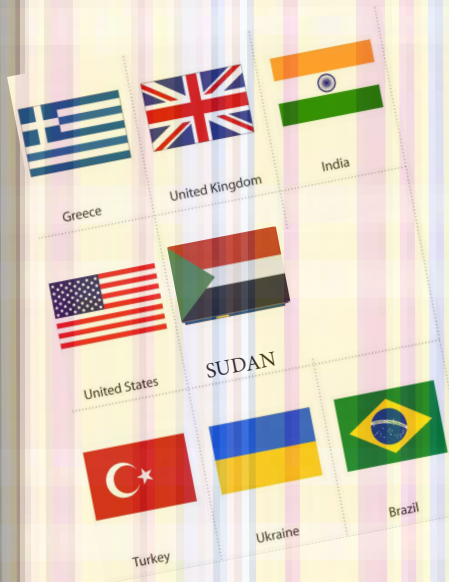 Greece
United Kingdom
India
United States
SUDAN
Turkey
Ukraine
Brazil